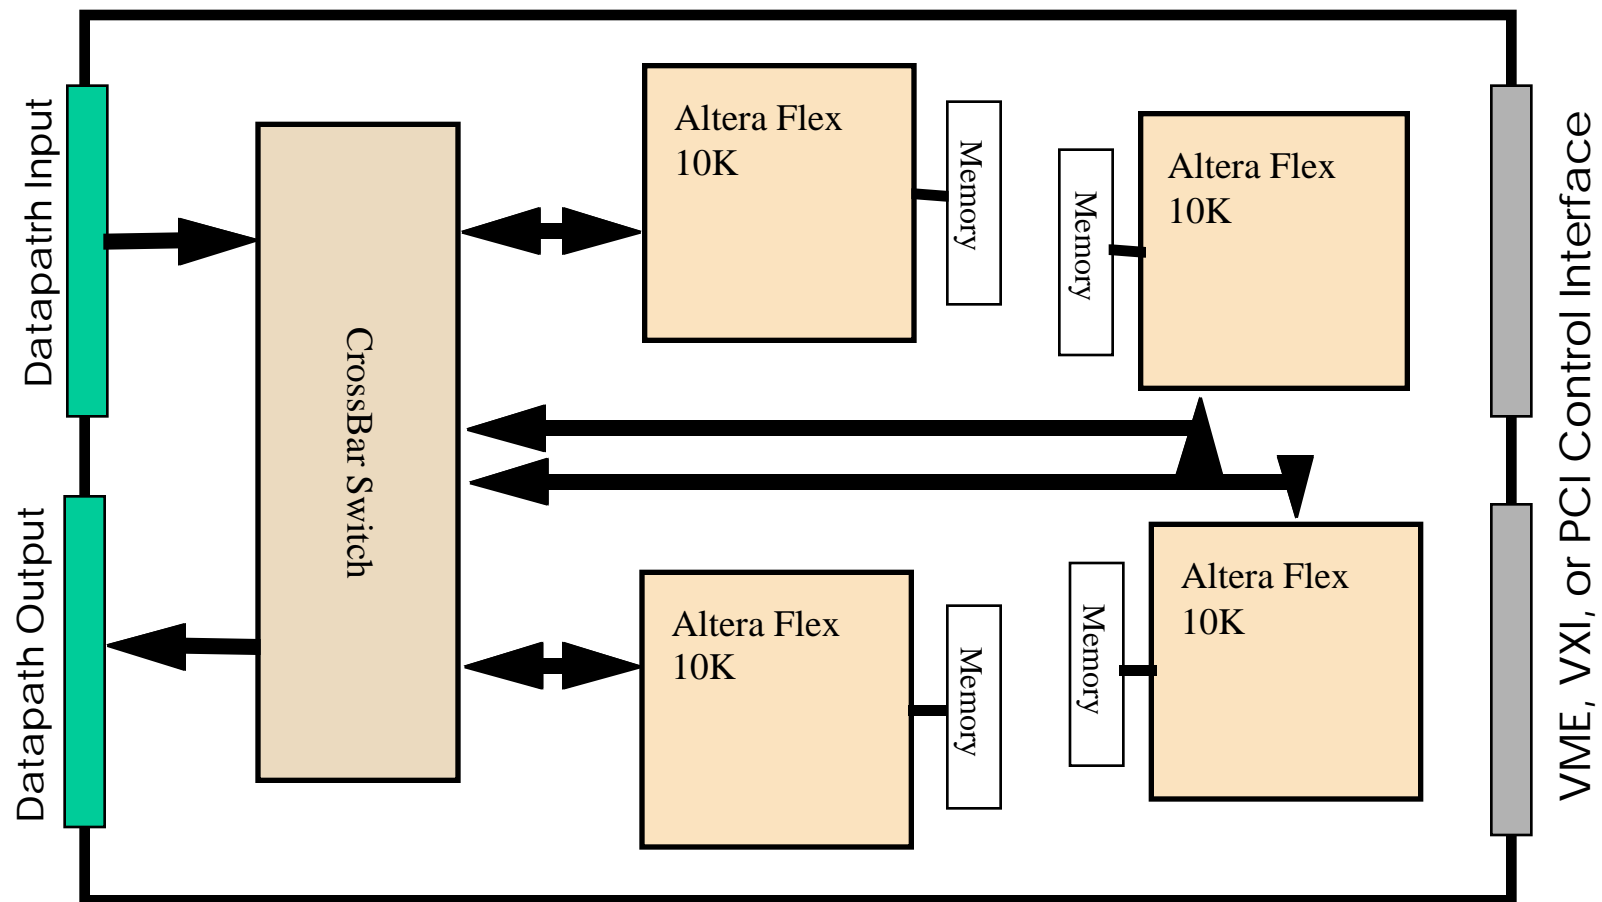 Datapath Input
Datapath Output
CrossBar Switch
Altera Flex
10K
Memory
Memory
Altera Flex
10K
Altera Flex
10K
Memory
Memory
Altera Flex
10K
VME, VXI, or PCI Control Interface